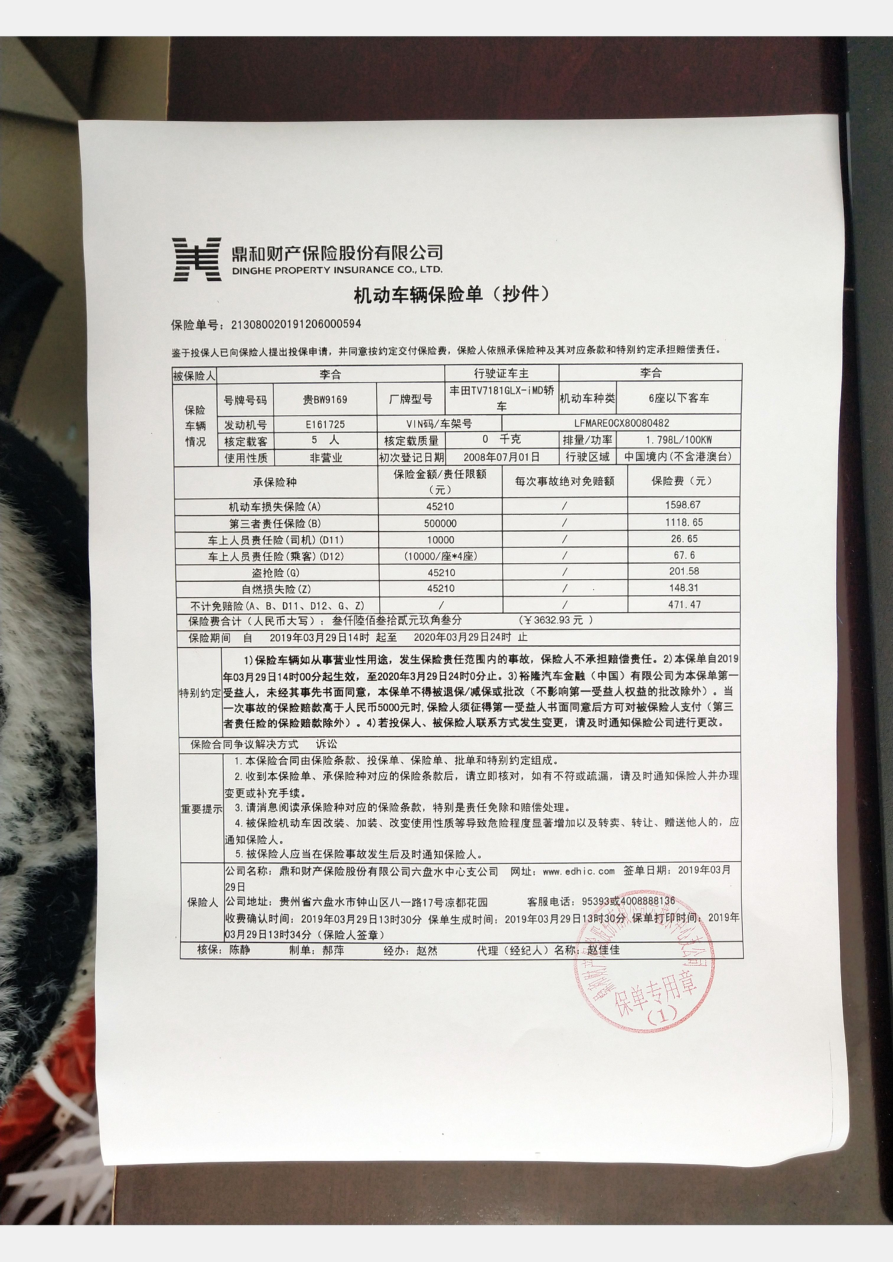 鼎和财产保险股份有限公司
DINGHE PROPERTY INSURANCE CO., LTD.
机动车辆保险单（抄件）
保险单号：213080020191206000594
鉴于投保人已向保险人提出投保申请，并同意按约定交付保险费，保险人依照承保险种及其对应条款和特别约定承担赔偿责任。
被保险人 李合 行驶证车主 李合
保险车辆情况
号牌号码 贵BW9169 厂牌型号 丰田TV7181GLX-iMD轿车 机动车种类 6座以下客车
发动机号 E161725 VIN码/车架号 LFMARE0CX80080482
核定载客 5 人 核定载质量 0 千克 排量/功率 1.798L/100KW
使用性质 非营业 初次登记日期 2008年07月01日 行驶区域 中国境内(不含港澳台)
承保险种 保险金额/责任限额（元） 每次事故绝对免赔额 保险费（元）
机动车损失保险(A) 45210 / 1598.67
第三者责任保险(B) 500000 / 1118.65
车上人员责任险(司机)(D11) 10000 / 26.65
车上人员责任险(乘客)(D12) (10000/座*4座) / 67.6
盗抢险(G) 45210 / 201.58
自燃损失险(Z) 45210 / 148.31
不计免赔险(A、B、D11、D12、G、Z) / / 471.47
保险费合计（人民币大写）：叁仟陆佰叁拾贰元玖角叁分 （￥3632.93 元 ）
保险期间 自 2019年03月29日14时 起至 2020年03月29日24时 止
特别约定
1)保险车辆如从事营业性用途，发生保险责任范围内的事故，保险人不承担赔偿责任。2)本保单自2019
年03月29日14时00分起生效，至2020年3月29日24时0分止。3)裕隆汽车金融（中国）有限公司为本保单第一
受益人，未经其事先书面同意，本保单不得被退保/减保或批改（不影响第一受益人权益的批改除外）。当
一次事故的保险赔款高于人民币5000元时,保险人须征得第一受益人书面同意后方可对被保险人支付（第三
者责任险的保险赔款除外）。4)若投保人、被保险人联系方式发生变更，请及时通知保险公司进行更改。
保险合同争议解决方式 诉讼
重要提示
1.本保险合同由保险条款、投保单、保险单、批单和特别约定组成。
2.收到本保险单、承保险种对应的保险条款后，请立即核对，如有不符或疏漏，请及时通知保险人并办理
变更或补充手续。
3.请消息阅读承保险种对应的保险条款，特别是责任免除和赔偿处理。
4.被保险机动车因改装、加装、改变使用性质等导致危险程度显著增加以及转卖、转让、赠送他人的，应
通知保险人。
5.被保险人应当在保险事故发生后及时通知保险人。
保险人
公司名称：鼎和财产保险股份有限公司六盘水中心支公司 网址：www.edhic.com 签单日期：2019年03月
29日
公司地址：贵州省六盘水市钟山区八一路17号凉都花园 客服电话：95393或4008888136
收费确认时间：2019年03月29日13时30分 保单生成时间：2019年03月29日13时30分 保单打印时间：2019年
03月29日13时34分（保险人签章）
核保：陈静 制单：郝萍 经办：赵然 代理（经纪人）名称：赵佳佳
保单专用章
（1）